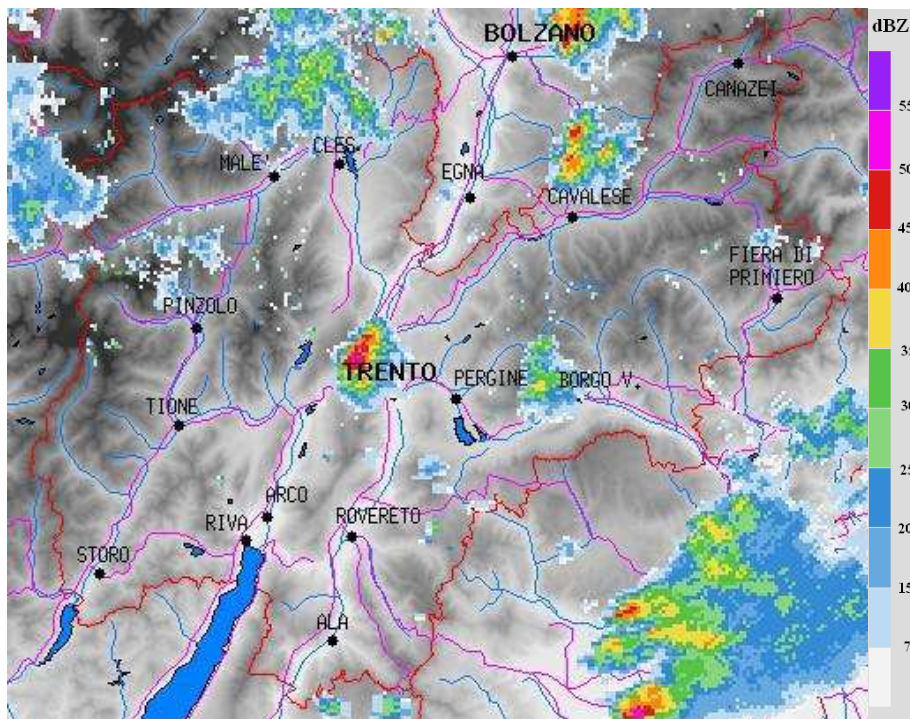 dBZ
BOLZANO
CANAZEI
55
CLES
MALE'
50
EGNA
CAVALESE
45
FIERA DI
PRIMIERO
40
PINZOLO
35
TRENTO
PERGINE
BORGO V.
30
TIONE
25
ARCO
RIVA
ROVERETO
20
STORO
15
ALA
7